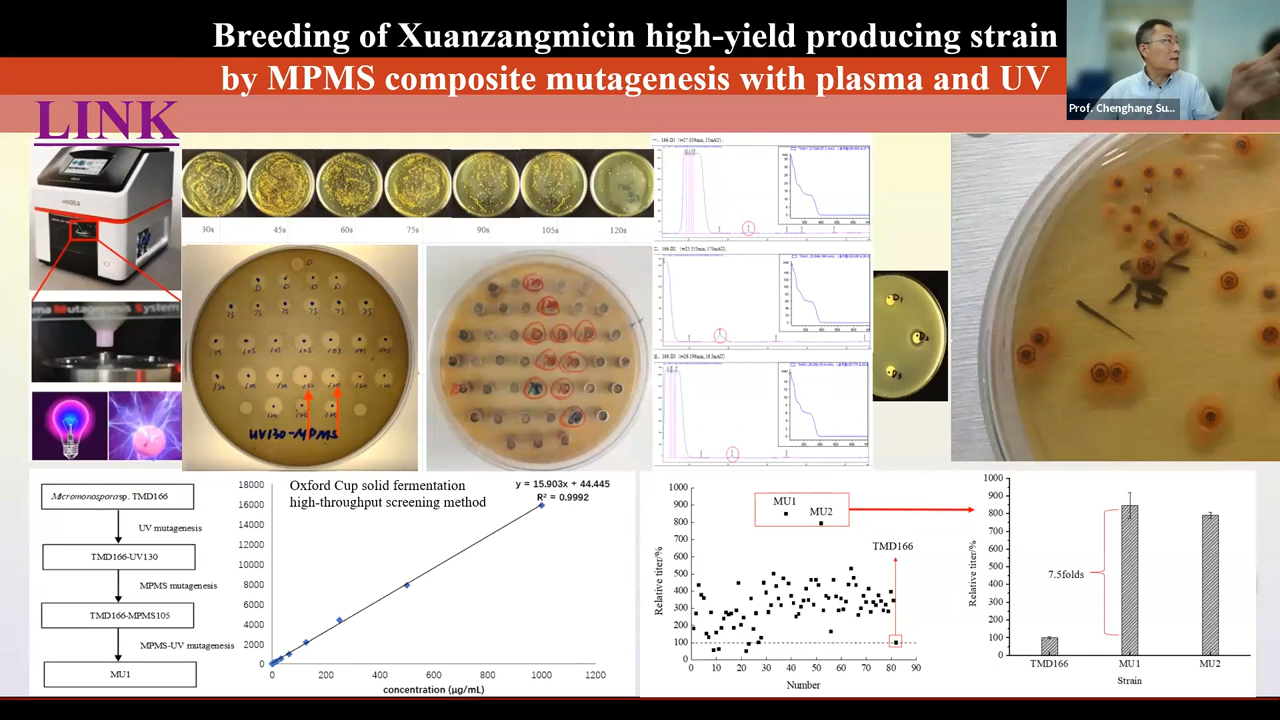 Breeding of Xuanzangmicin high-yield producing strain
by MPMS composite mutagenesis with plasma and UV
Prof. Chenghang Su...
LINK
30s 45s 60s 75s 90s 105s 120s
Mutagenesis System
UV130-MPMS
D1
D2
D3
Micromonospora sp. TMD166
UV mutagenesis
TMD166-UV130
MPMS mutagenesis
TMD166-MPMS105
MPMS-UV mutagenesis
MU1
Oxford Cup solid fermentation
high-throughput screening method
y = 15.903x + 44.445
R² = 0.9992
18000
16000
14000
12000
10000
8000
6000
4000
2000
0
0 200 400 600 800 1000 1200
concentration (µg/mL)
Relative titer/%
1000
900
800
700
600
500
400
300
200
100
0
MU1
MU2
TMD166
0 10 20 30 40 50 60 70 80 90
Number
Relative titer/%
1000
900
800
700
600
500
400
300
200
100
0
7.5folds
TMD166 MU1 MU2
Strain